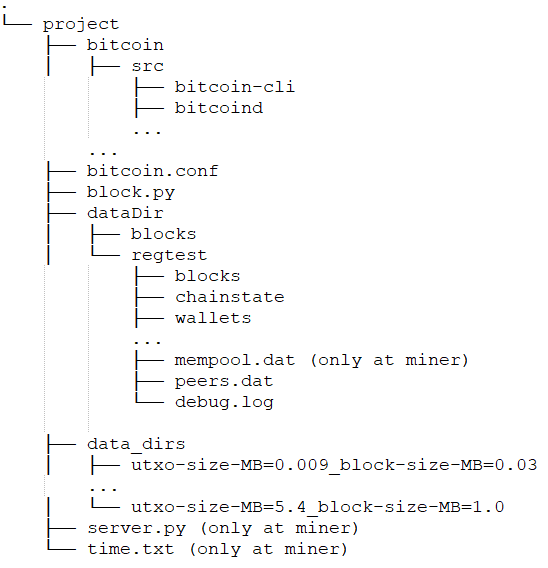 .
└── project
├── bitcoin
│ ├── src
├── bitcoin-cli
├── bitcoind
...
...
├── bitcoin.conf
├── block.py
├── dataDir
│ ├── blocks
│ └── regtest
├── blocks
├── chainstate
├── wallets
...
├── mempool.dat (only at miner)
├── peers.dat
└── debug.log
├── data_dirs
│ ├── utxo-size-MB=0.009_block-size-MB=0.03
...
│ └── utxo-size-MB=5.4_block-size-MB=1.0
├── server.py (only at miner)
└── time.txt (only at miner)